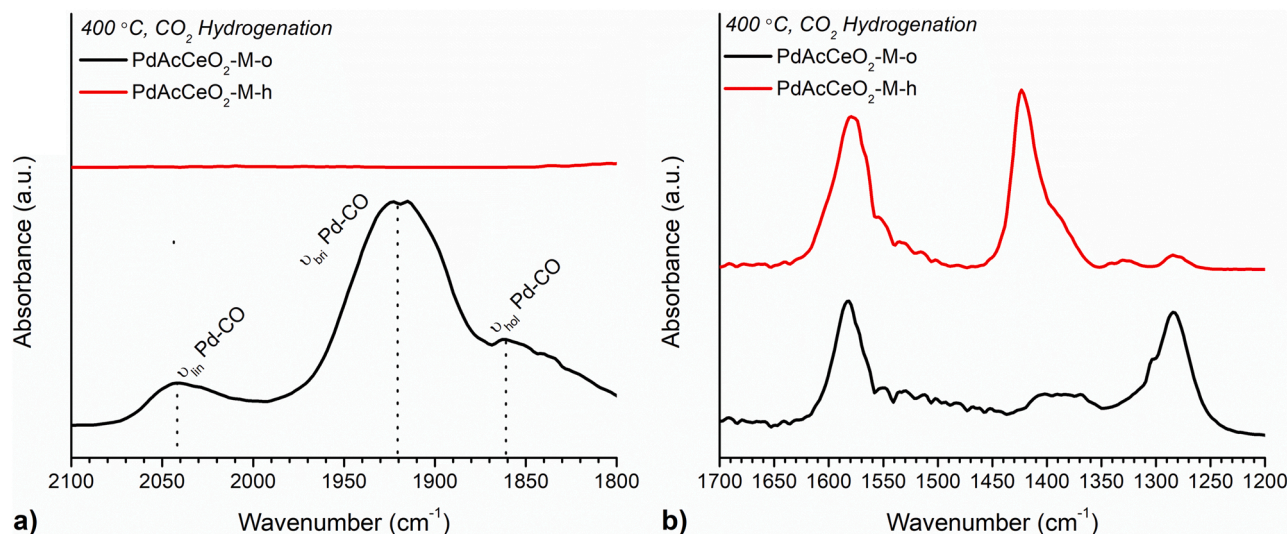 400 °C, CO₂ Hydrogenation
PdAcCeO₂-M-o
PdAcCeO₂-M-h
Absorbance (a.u.)
υlin Pd-CO
υbri Pd-CO
υhol Pd-CO
2100 2050 2000 1950 1900 1850 1800
Wavenumber (cm⁻¹)
a)
400 °C, CO₂ Hydrogenation
PdAcCeO₂-M-o
PdAcCeO₂-M-h
Absorbance (a.u.)
1700 1650 1600 1550 1500 1450 1400 1350 1300 1250 1200
Wavenumber (cm⁻¹)
b)